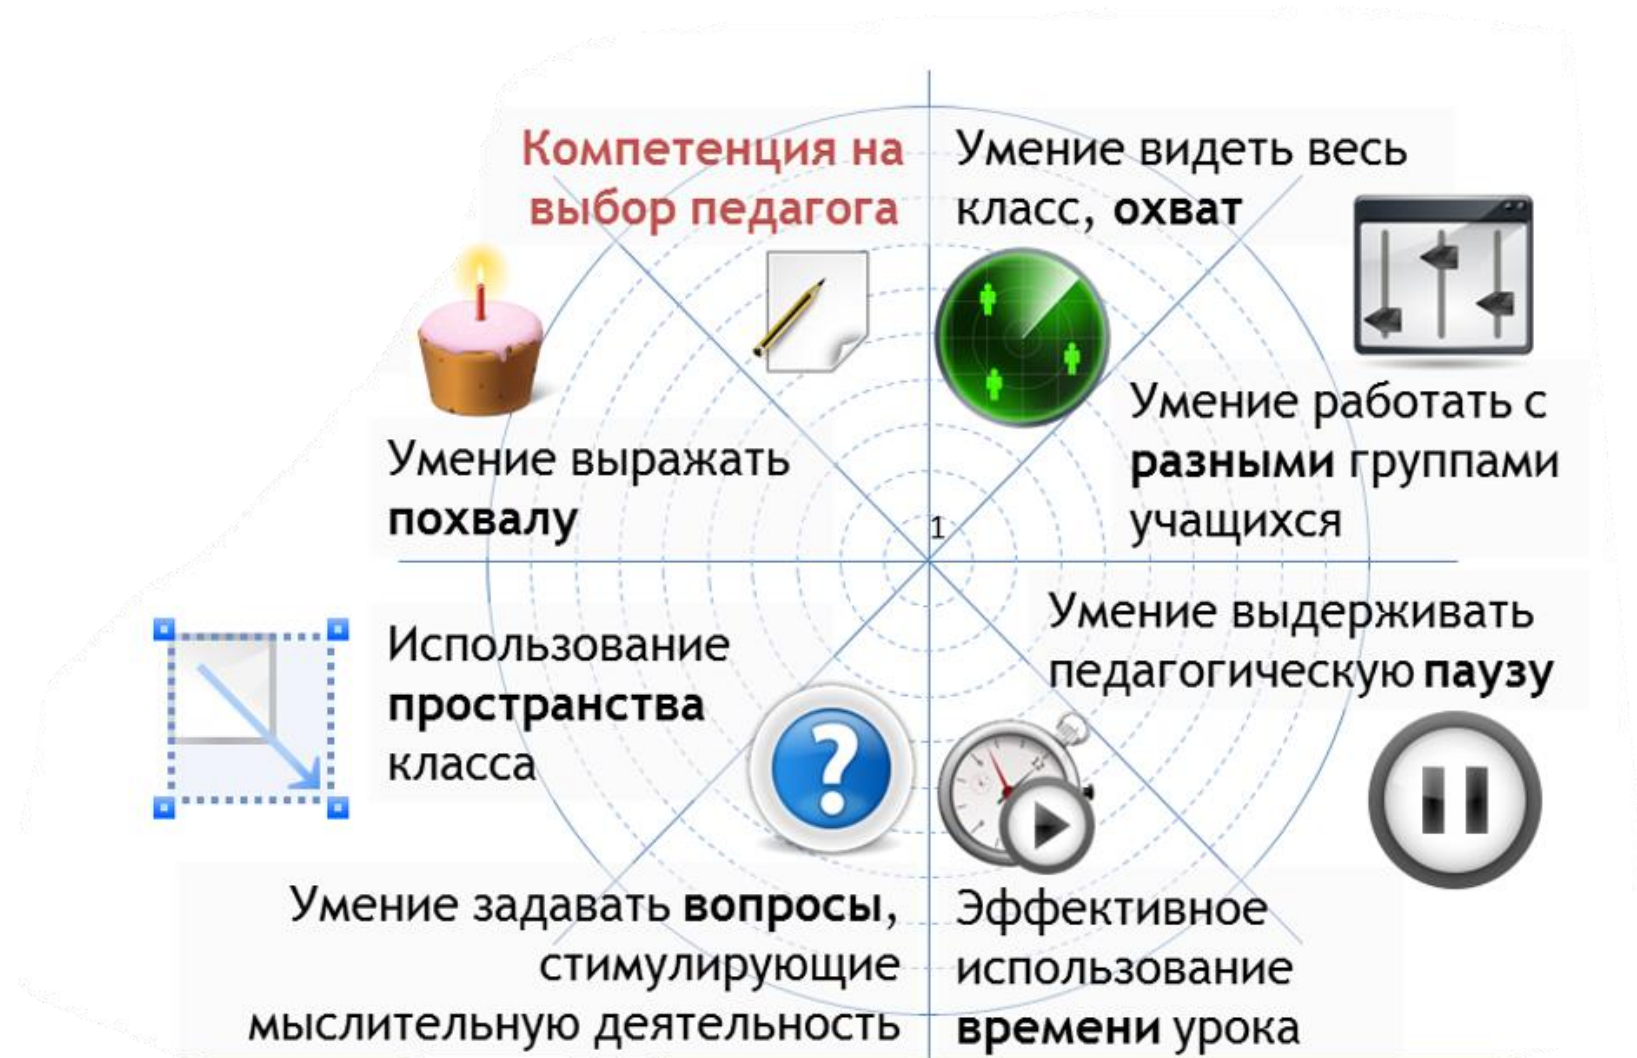 Компетенция на
выбор педагога
Умение видеть весь
класс, охват
Умение работать с
разными группами
учащихся
Умение выражать
похвалу
1
Умение выдерживать
педагогическую паузу
Использование
пространства
класса
Умение задавать вопросы,
стимулирующие
мыслительную деятельность
Эффективное
использование
времени урока